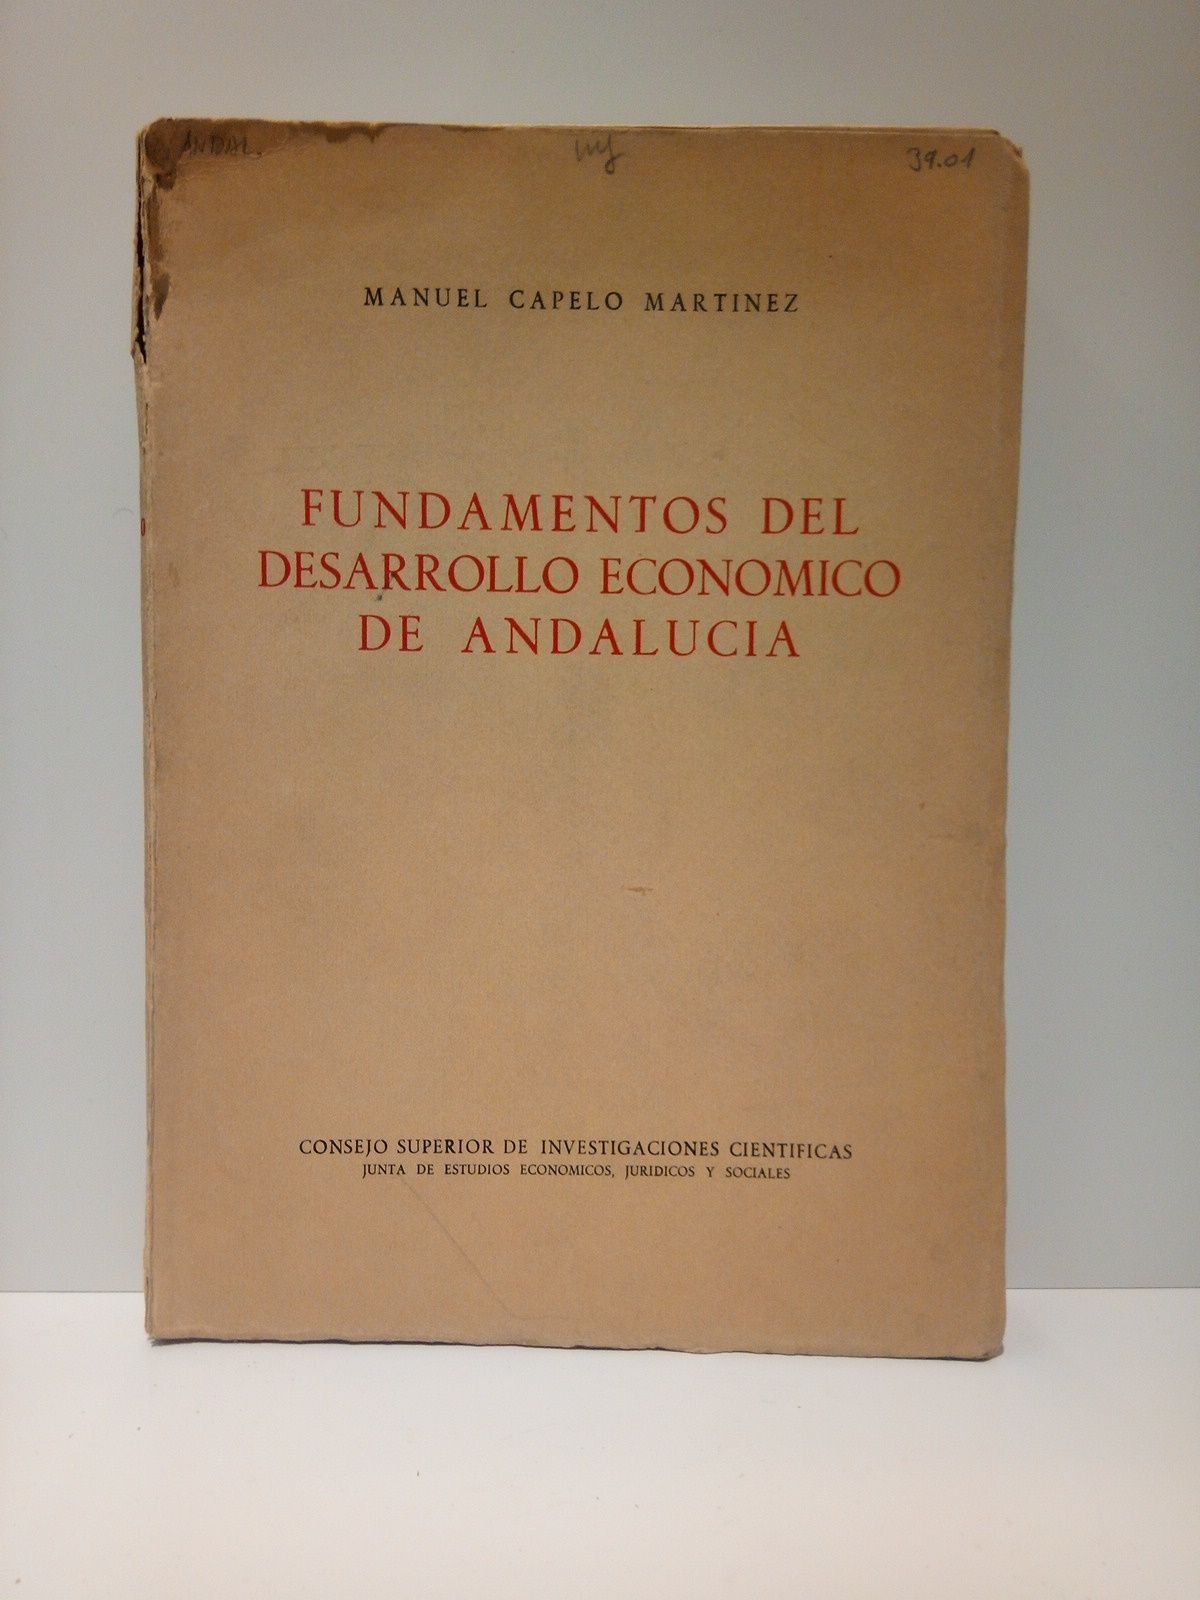 ANDAL.
39.01
MANUEL CAPELO MARTINEZ
FUNDAMENTOS DEL
DESARROLLO ECONOMICO
DE ANDALUCIA
CONSEJO SUPERIOR DE INVESTIGACIONES CIENTIFICAS
JUNTA DE ESTUDIOS ECONOMICOS, JURIDICOS Y SOCIALES